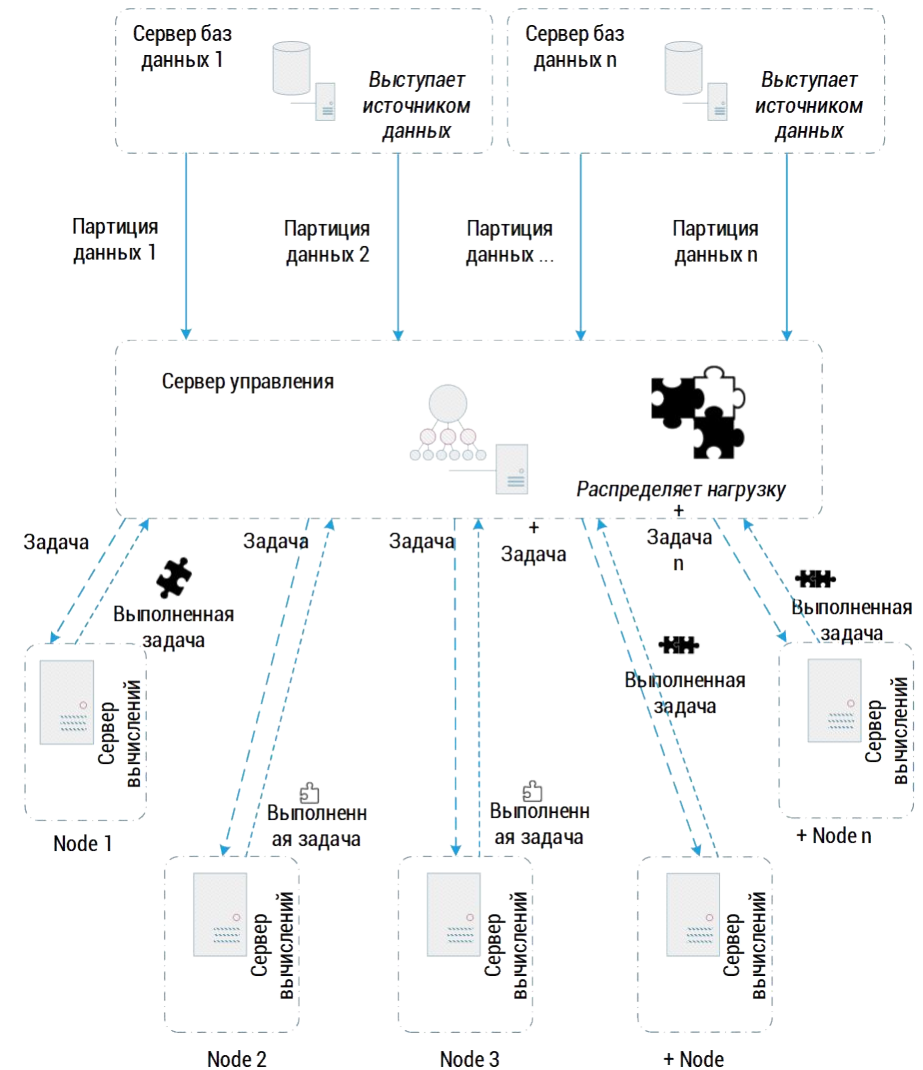 Сервер баз
данных 1
Выступает
источником
данных
Сервер баз
данных n
Выступает
источником
данных
Партиция
данных 1
Партиция
данных 2
Партиция
данных ...
Партиция
данных n
Сервер управления
Распределяет нагрузку
Задача
Задача
Задача
+
Задача
+
Задача
n
Выполненная
задача
Выполненная
задача
Выполненная
задача
Сервер
вычислений
Node 1
Сервер
вычислений
+ Node n
Выполненн
ая задача
Выполненн
ая задача
Сервер
вычислений
Node 2
Сервер
вычислений
Node 3
Сервер
вычислений
+ Node